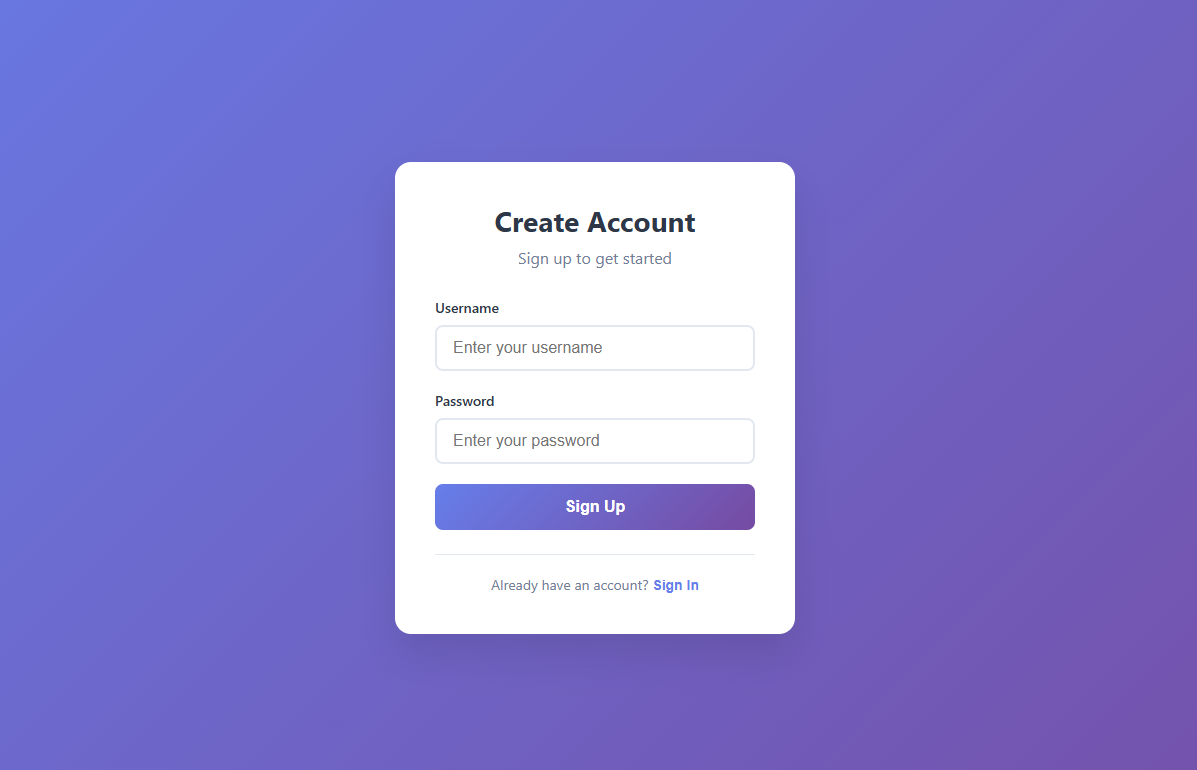 Create Account
Sign up to get started
Username
Enter your username
Password
Enter your password
Sign Up
Already have an account? Sign In